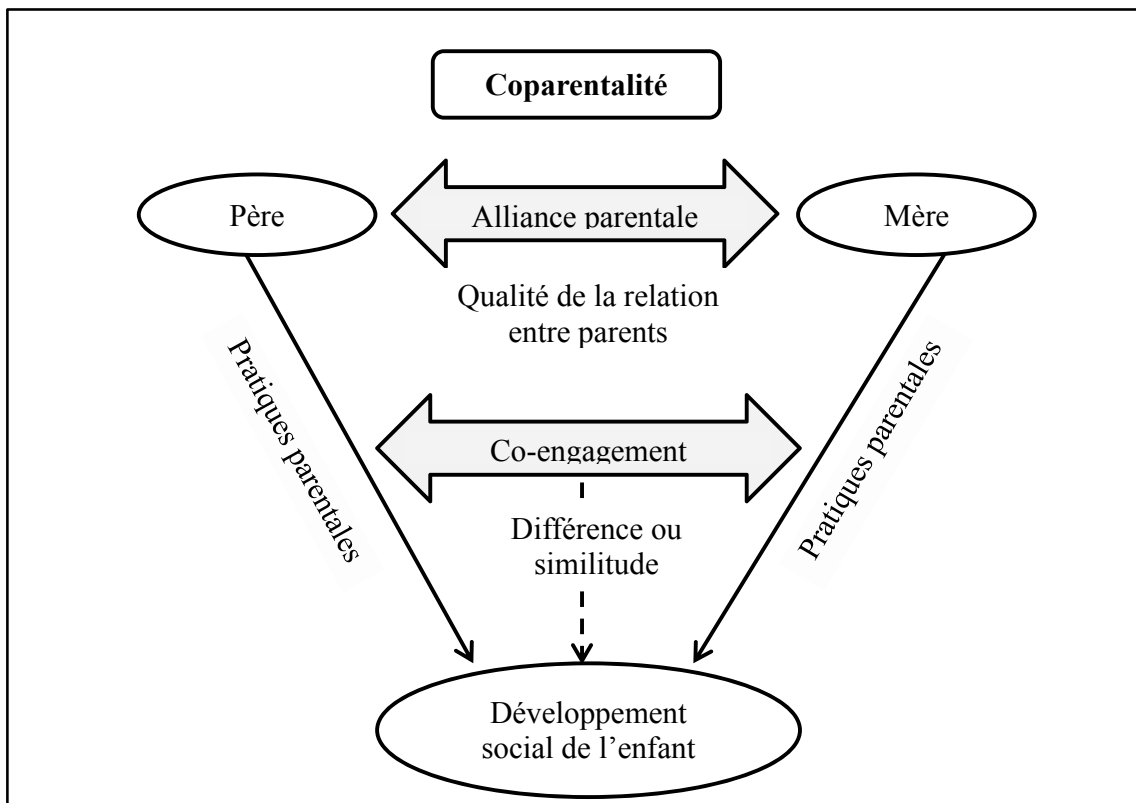 Coparentalité
Père
Alliance parentale
Mère
Qualité de la relation
entre parents
Pratiques parentales
Pratiques parentales
Co-engagement
Différence ou
similitude
Développement
social de l’enfant